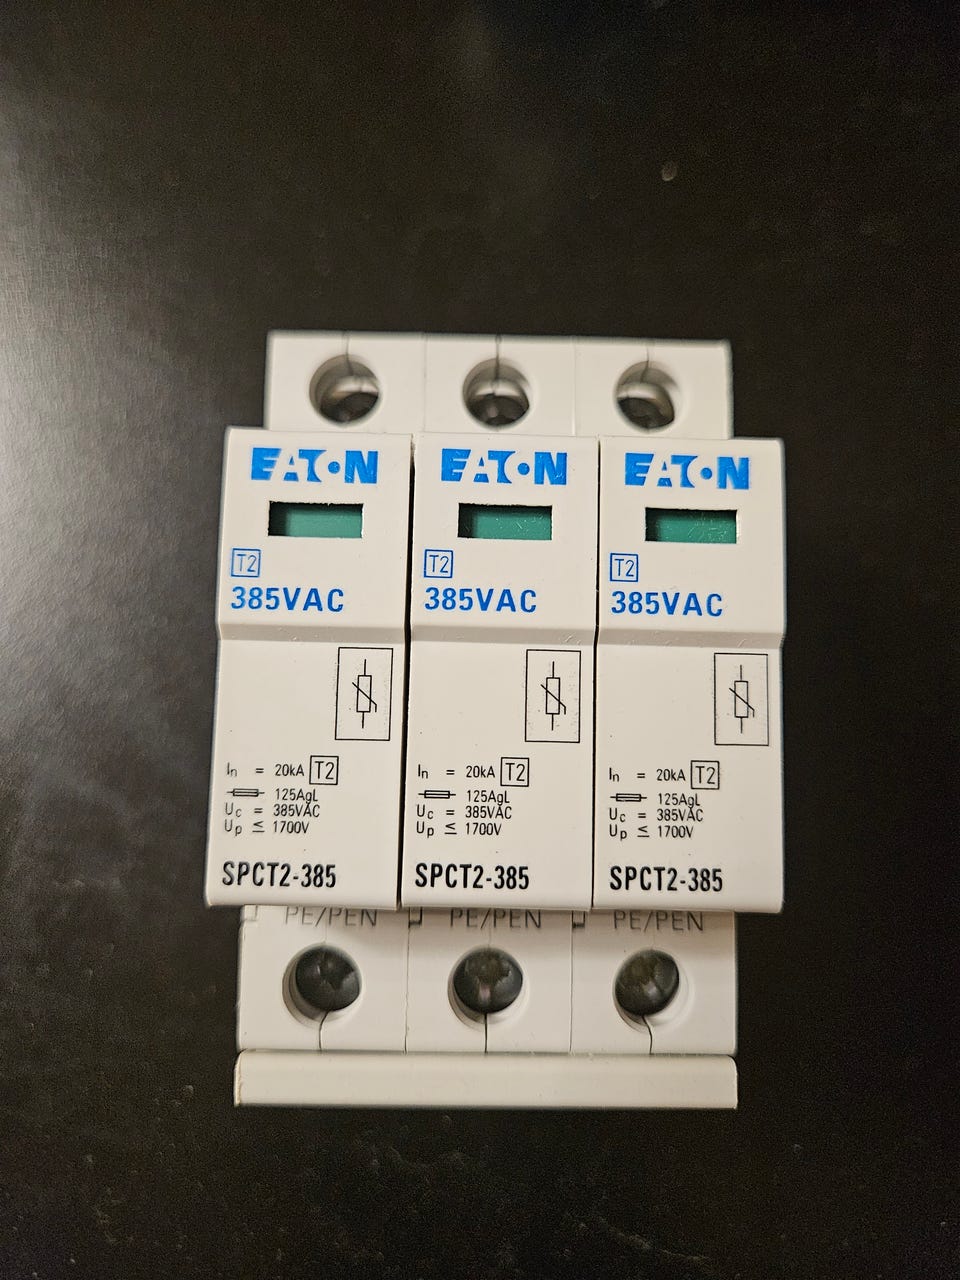 EATON
T2
385VAC
In = 20kA T2
125AgL
Uc = 385VAC
Up ≤ 1700V
SPCT2-385
PE/PEN
EATON
T2
385VAC
In = 20kA T2
125AgL
Uc = 385VAC
Up ≤ 1700V
SPCT2-385
PE/PEN
EATON
T2
385VAC
In = 20kA T2
125AgL
Uc = 385VAC
Up ≤ 1700V
SPCT2-385
PE/PEN